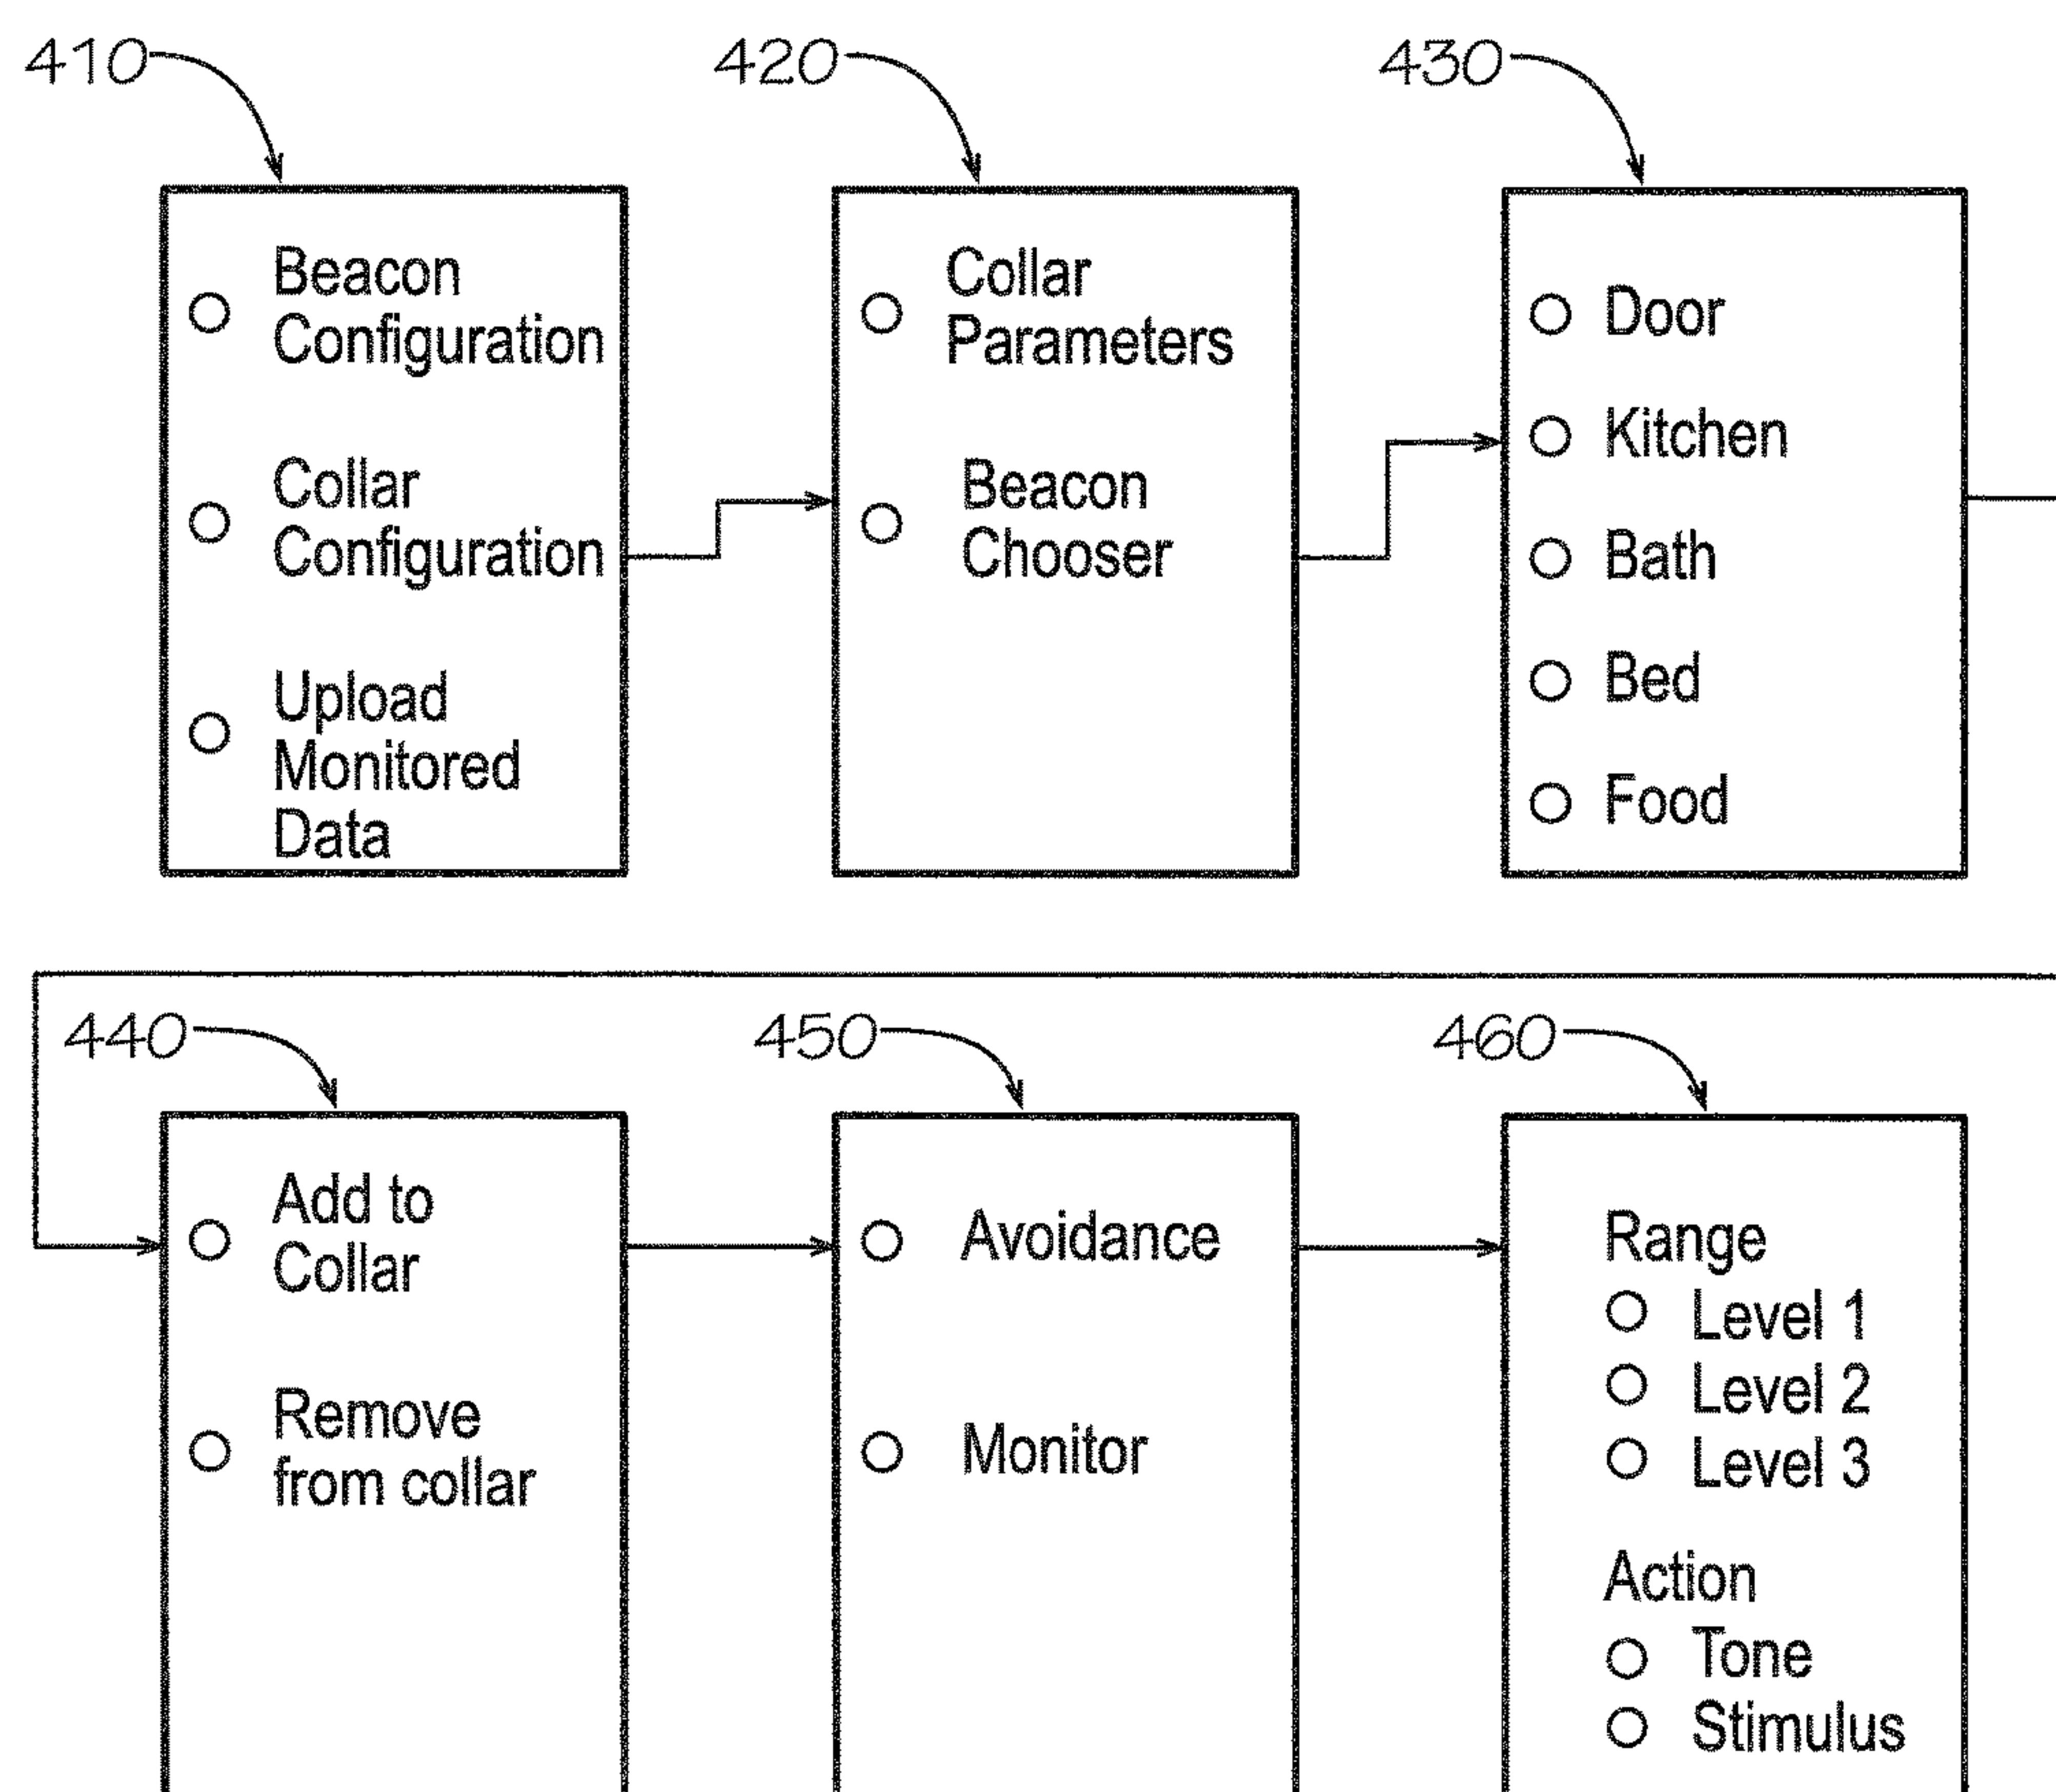 410
420
430
Beacon
Configuration
Collar
Configuration
Upload
Monitored
Data
Collar
Parameters
Beacon
Chooser
Door
Kitchen
Bath
Bed
Food
440
450
460
Add to
Collar
Remove
from collar
Avoidance
Monitor
Range
Level 1
Level 2
Level 3
Action
Tone
Stimulus